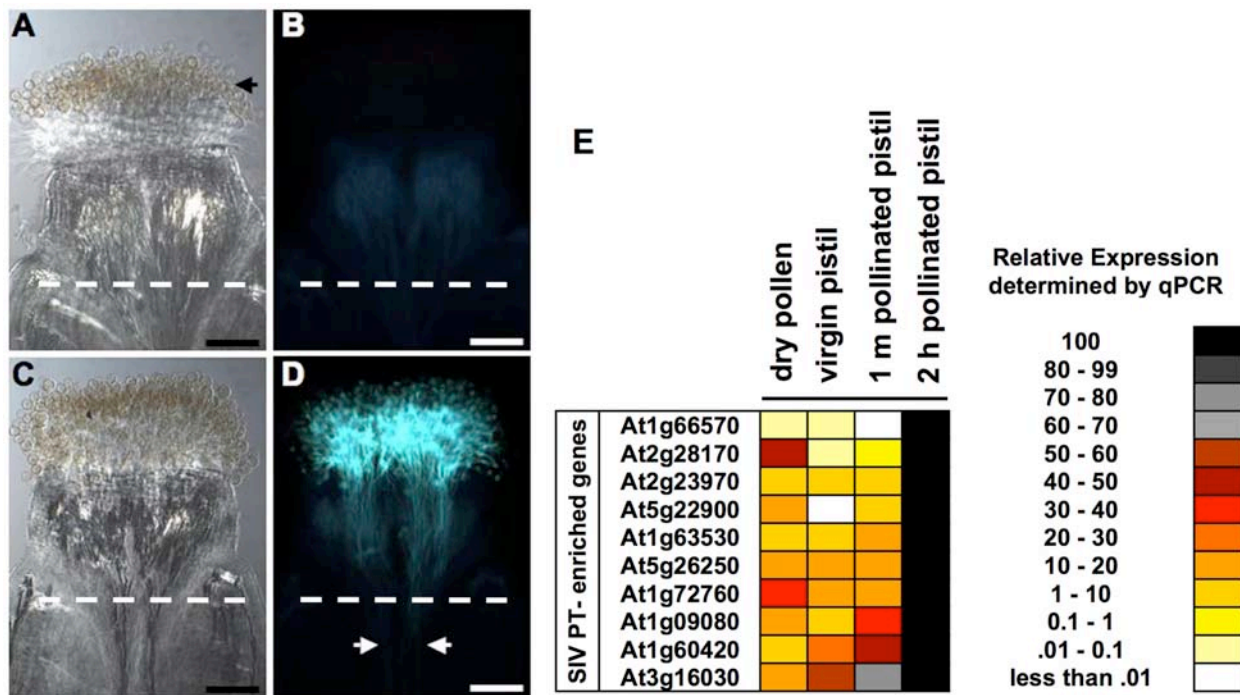 A
B
C
D
E
dry pollen
virgin pistil
1 m pollinated pistil
2 h pollinated pistil
SIV PT- enriched genes
At1g66570
At2g28170
At2g23970
At5g22900
At1g63530
At5g26250
At1g72760
At1g09080
At1g60420
At3g16030
Relative Expression
determined by qPCR
100
80 - 99
70 - 80
60 - 70
50 - 60
40 - 50
30 - 40
20 - 30
10 - 20
1 - 10
0.1 - 1
.01 - 0.1
less than .01